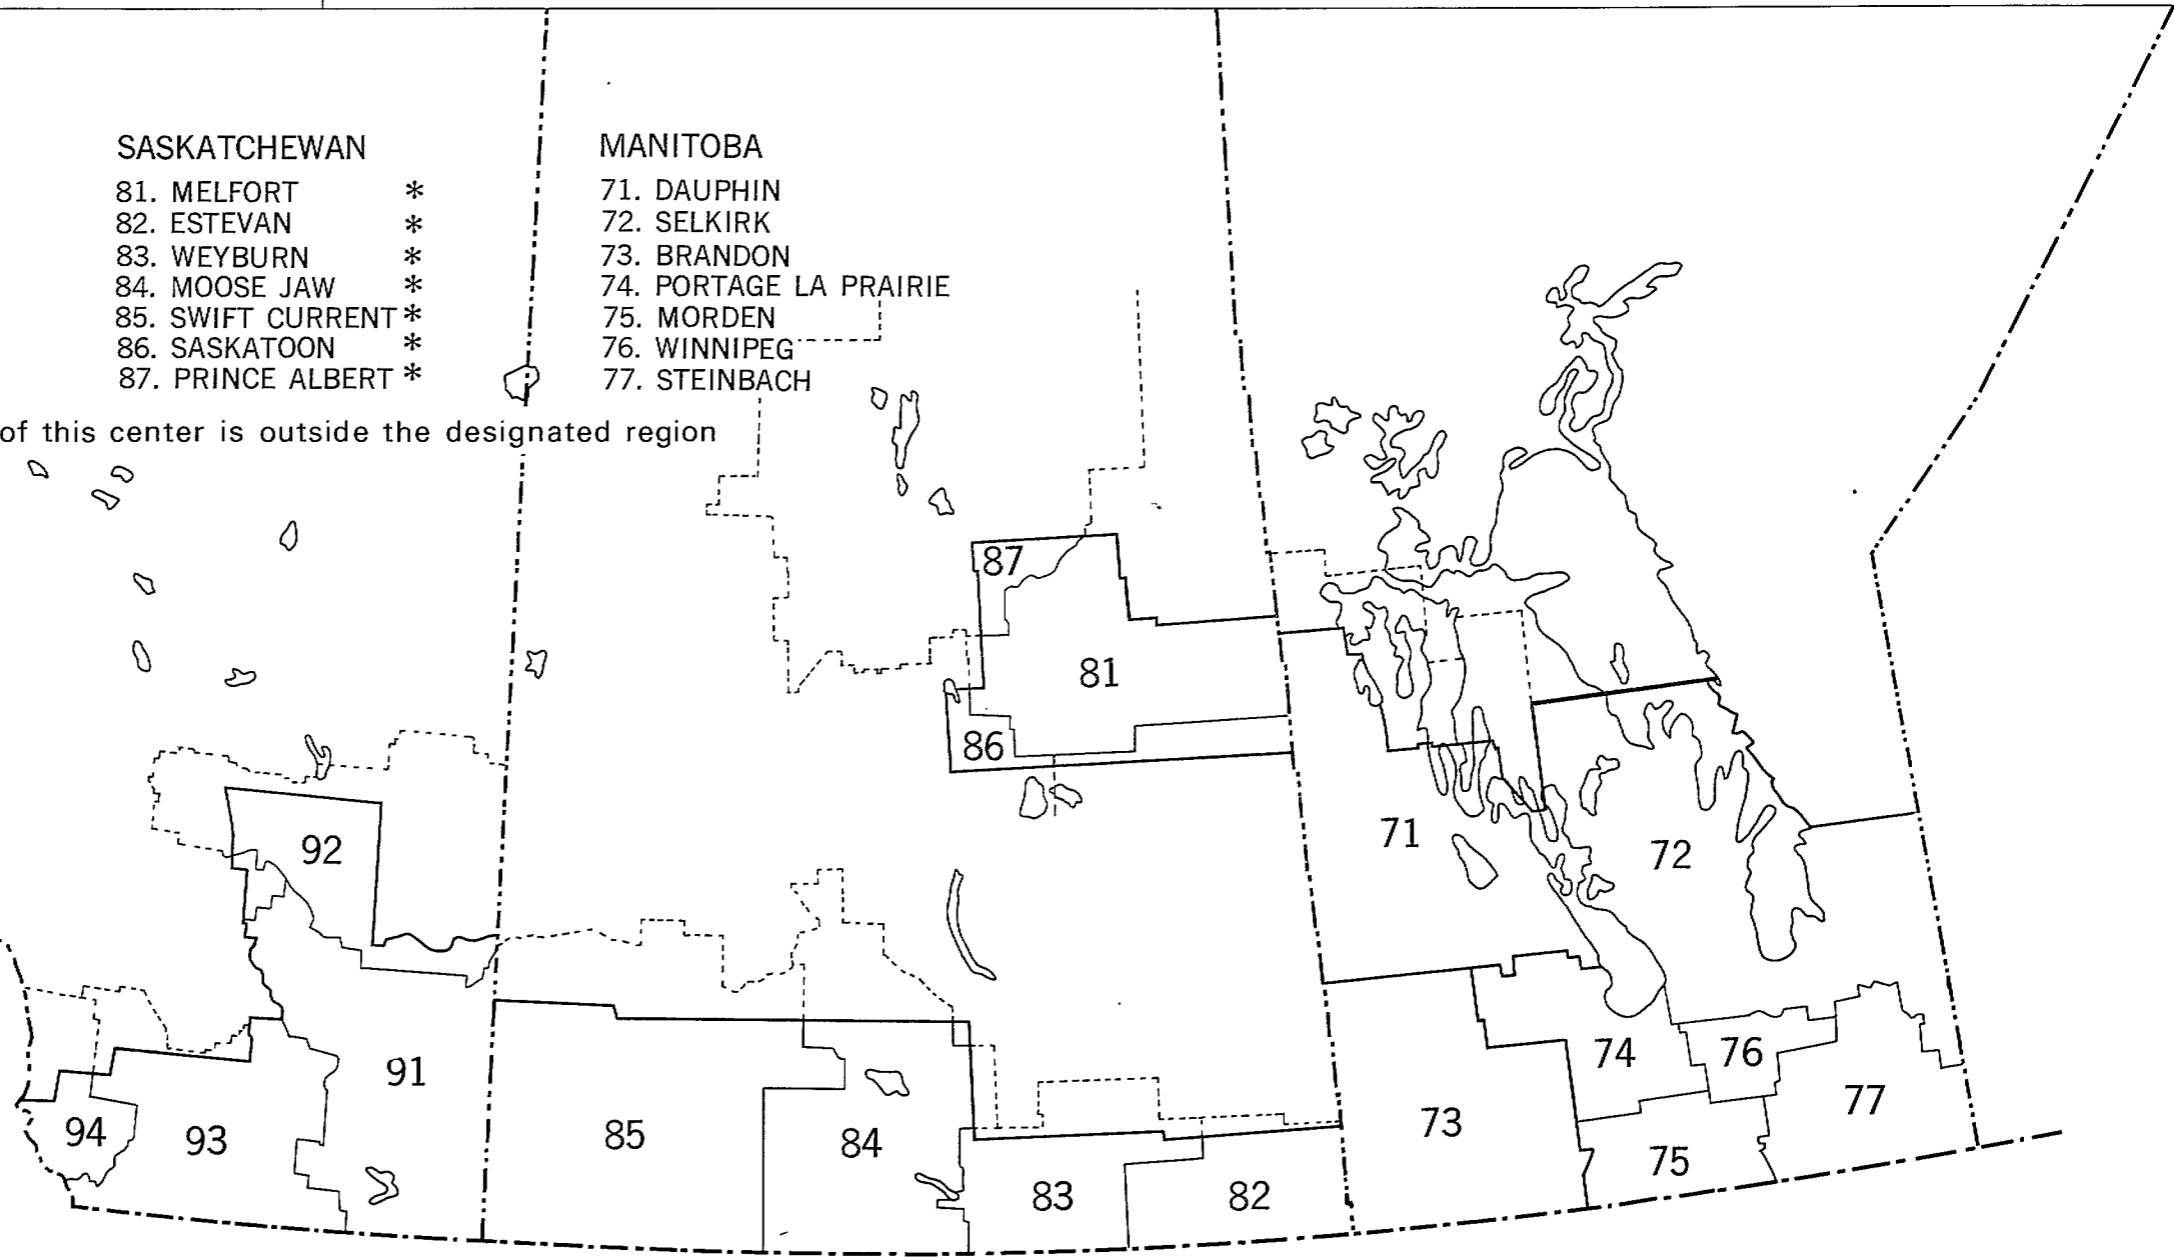 SASKATCHEWAN
81. MELFORT *
82. ESTEVAN *
83. WEYBURN *
84. MOOSE JAW *
85. SWIFT CURRENT *
86. SASKATOON *
87. PRINCE ALBERT *
MANITOBA
71. DAUPHIN
72. SELKIRK
73. BRANDON
74. PORTAGE LA PRAIRIE
75. MORDEN
76. WINNIPEG
77. STEINBACH
of this center is outside the designated region
87
81
86
92
71
72
91
94
93
85
84
83
82
73
74
76
75
77